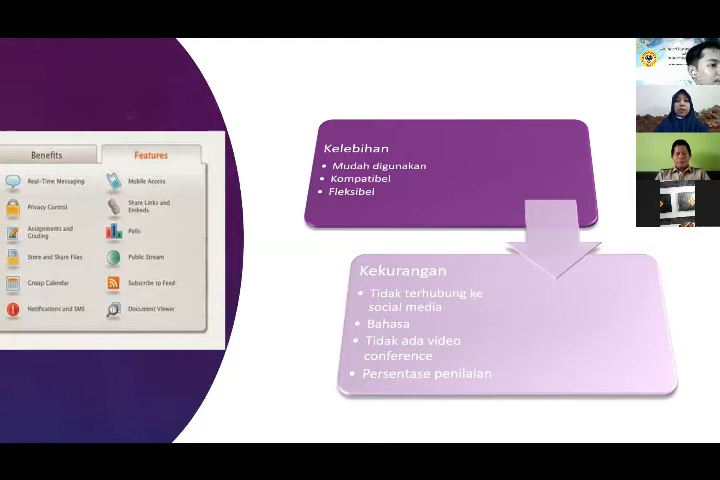 Benefits
Features
Real-Time Messaging
Mobile Access
Privacy Control
Share Links and
Embeds
Assignments and
Grading
Polls
Store and Share Files
Public Stream
Group Calendar
Subscribe to Feed
Notifications and SMS
Document Viewer
Kelebihan
• Mudah digunakan
• Kompatibel
• Fleksibel
Kekurangan
• Tidak terhubung ke
social media
• Bahasa
• Tidak ada video
conference
• Persentase penilaian